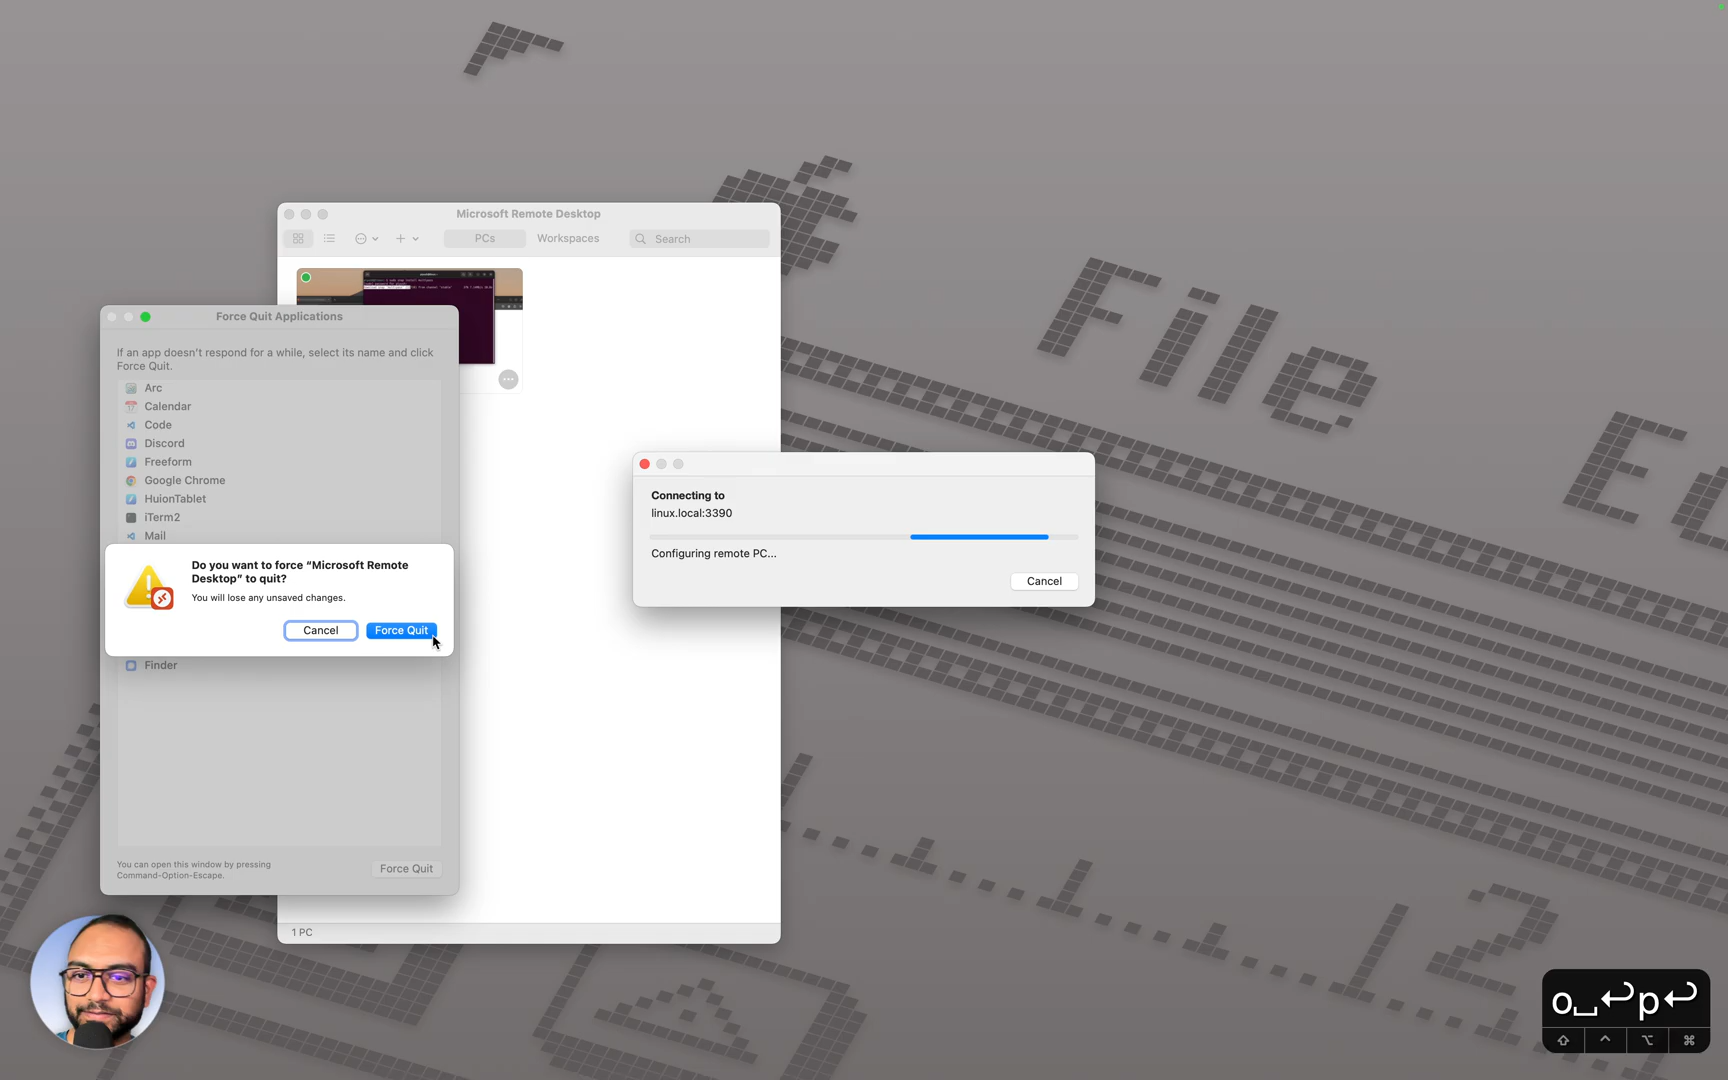 File
Ed
12
Microsoft Remote Desktop
PCs
Workspaces
Search
1 PC
Force Quit Applications
If an app doesn't respond for a while, select its name and click
Force Quit.
Arc
Calendar
Code
Discord
Freeform
Google Chrome
HuionTablet
iTerm2
Mail
Do you want to force “Microsoft Remote
Desktop” to quit?
You will lose any unsaved changes.
Cancel
Force Quit
Finder
You can open this window by pressing
Command-Option-Escape.
Force Quit
Connecting to
linux.local:3390
Configuring remote PC...
Cancel
o␣↩p↩
⇧ ^ ⌥ ⌘